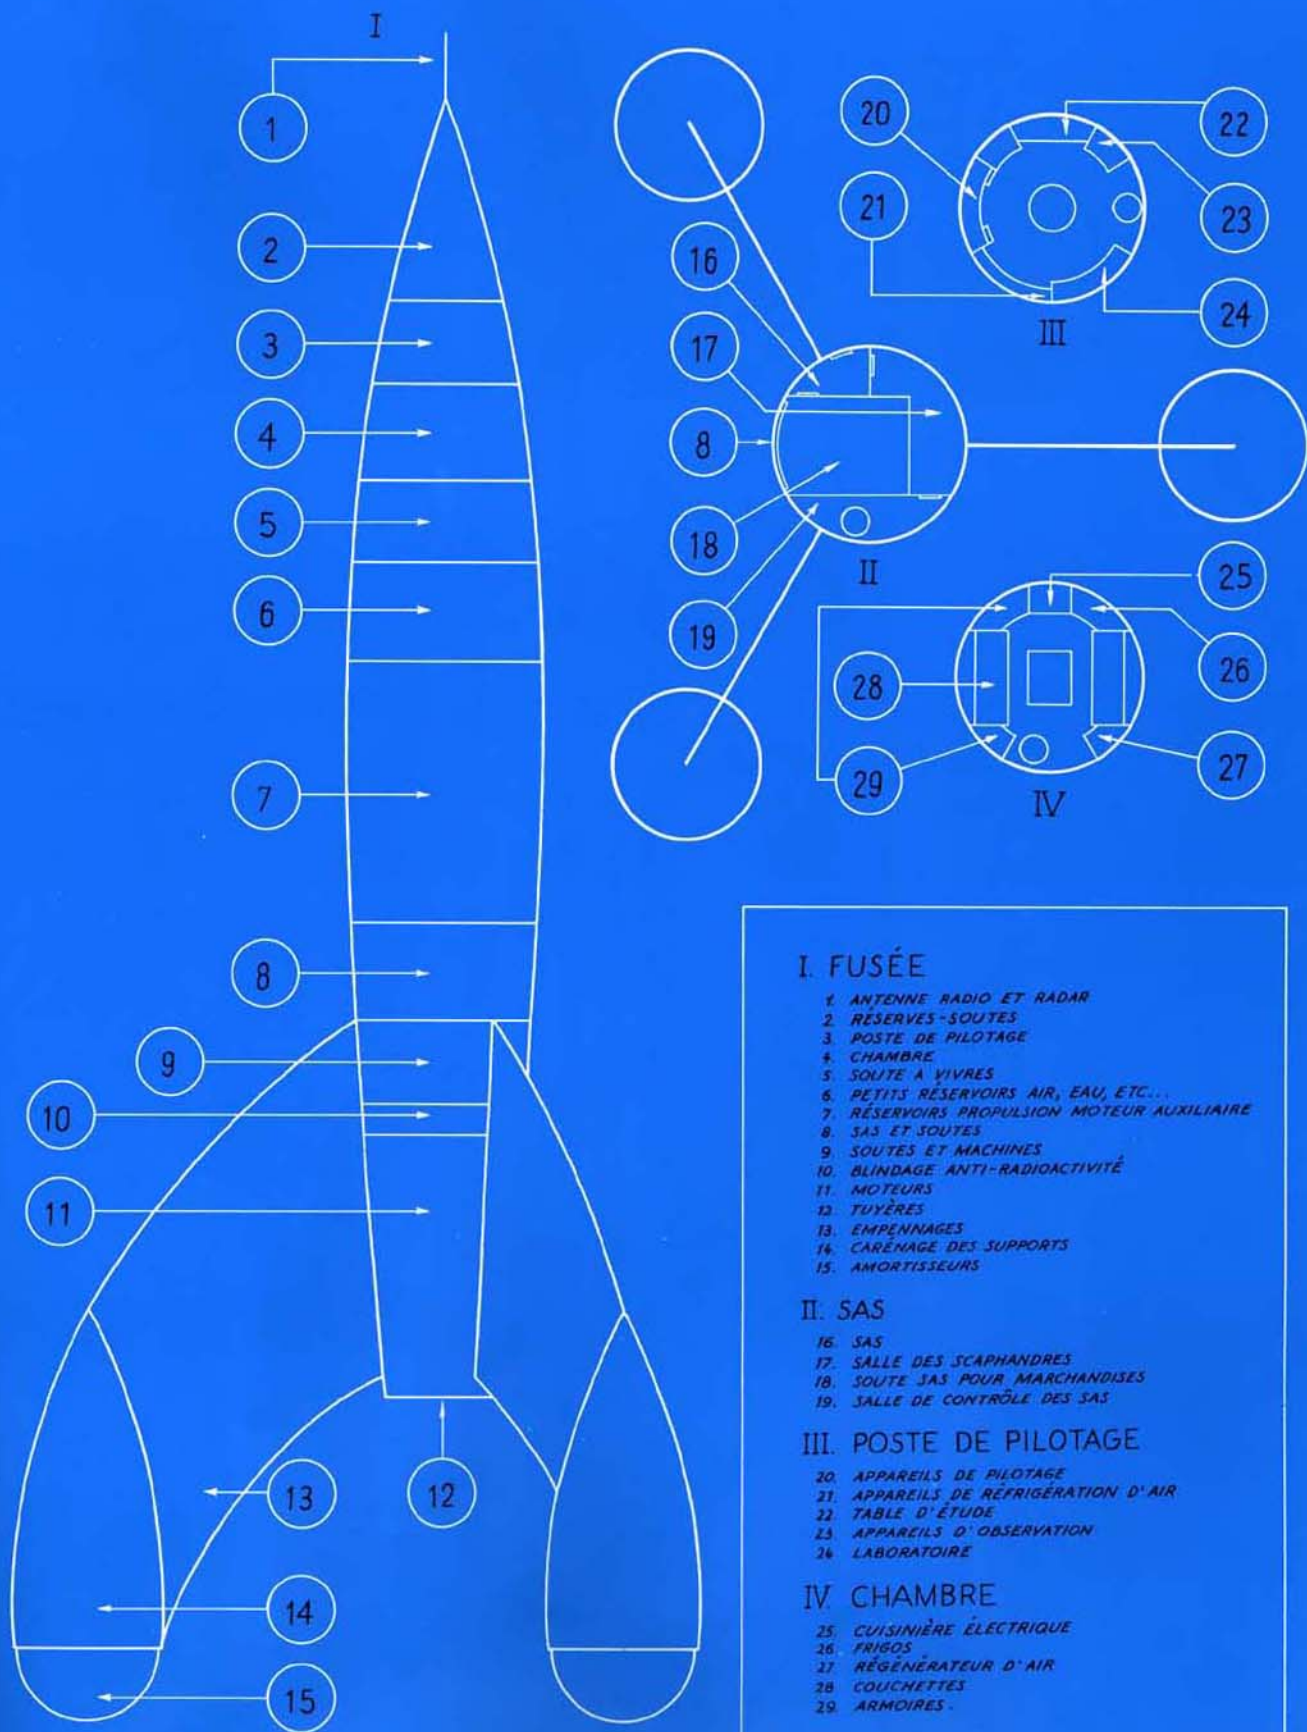 I
1
2
3
4
5
6
7
8
9
10
11
12
13
14
15
16
17
8
18
19
II
20
21
22
23
24
III
25
26
27
28
29
IV
I. FUSÉE
1. ANTENNE RADIO ET RADAR
2. RÉSERVES-SOUTES
3. POSTE DE PILOTAGE
4. CHAMBRE
5. SOUTE A VIVRES
6. PETITS RÉSERVOIRS AIR, EAU, ETC...
7. RÉSERVOIRS PROPULSION MOTEUR AUXILIAIRE
8. SAS ET SOUTES
9. SOUTES ET MACHINES
10. BLINDAGE ANTI-RADIOACTIVITÉ
11. MOTEURS
12. TUYÈRES
13. EMPENNAGES
14. CARÉNAGE DES SUPPORTS
15. AMORTISSEURS
II. SAS
16. SAS
17. SALLE DES SCAPHANDRES
18. SOUTE SAS POUR MARCHANDISES
19. SALLE DE CONTRÔLE DES SAS
III. POSTE DE PILOTAGE
20. APPAREILS DE PILOTAGE
21. APPAREILS DE RÉFRIGÉRATION D'AIR
22. TABLE D'ÉTUDE
23. APPAREILS D'OBSERVATION
24 LABORATOIRE
IV. CHAMBRE
25. CUISINIÈRE ÉLECTRIQUE
26. FRIGOS
27 RÉGÉNÉRATEUR D'AIR
28 COUCHETTES
29. ARMOIRES.